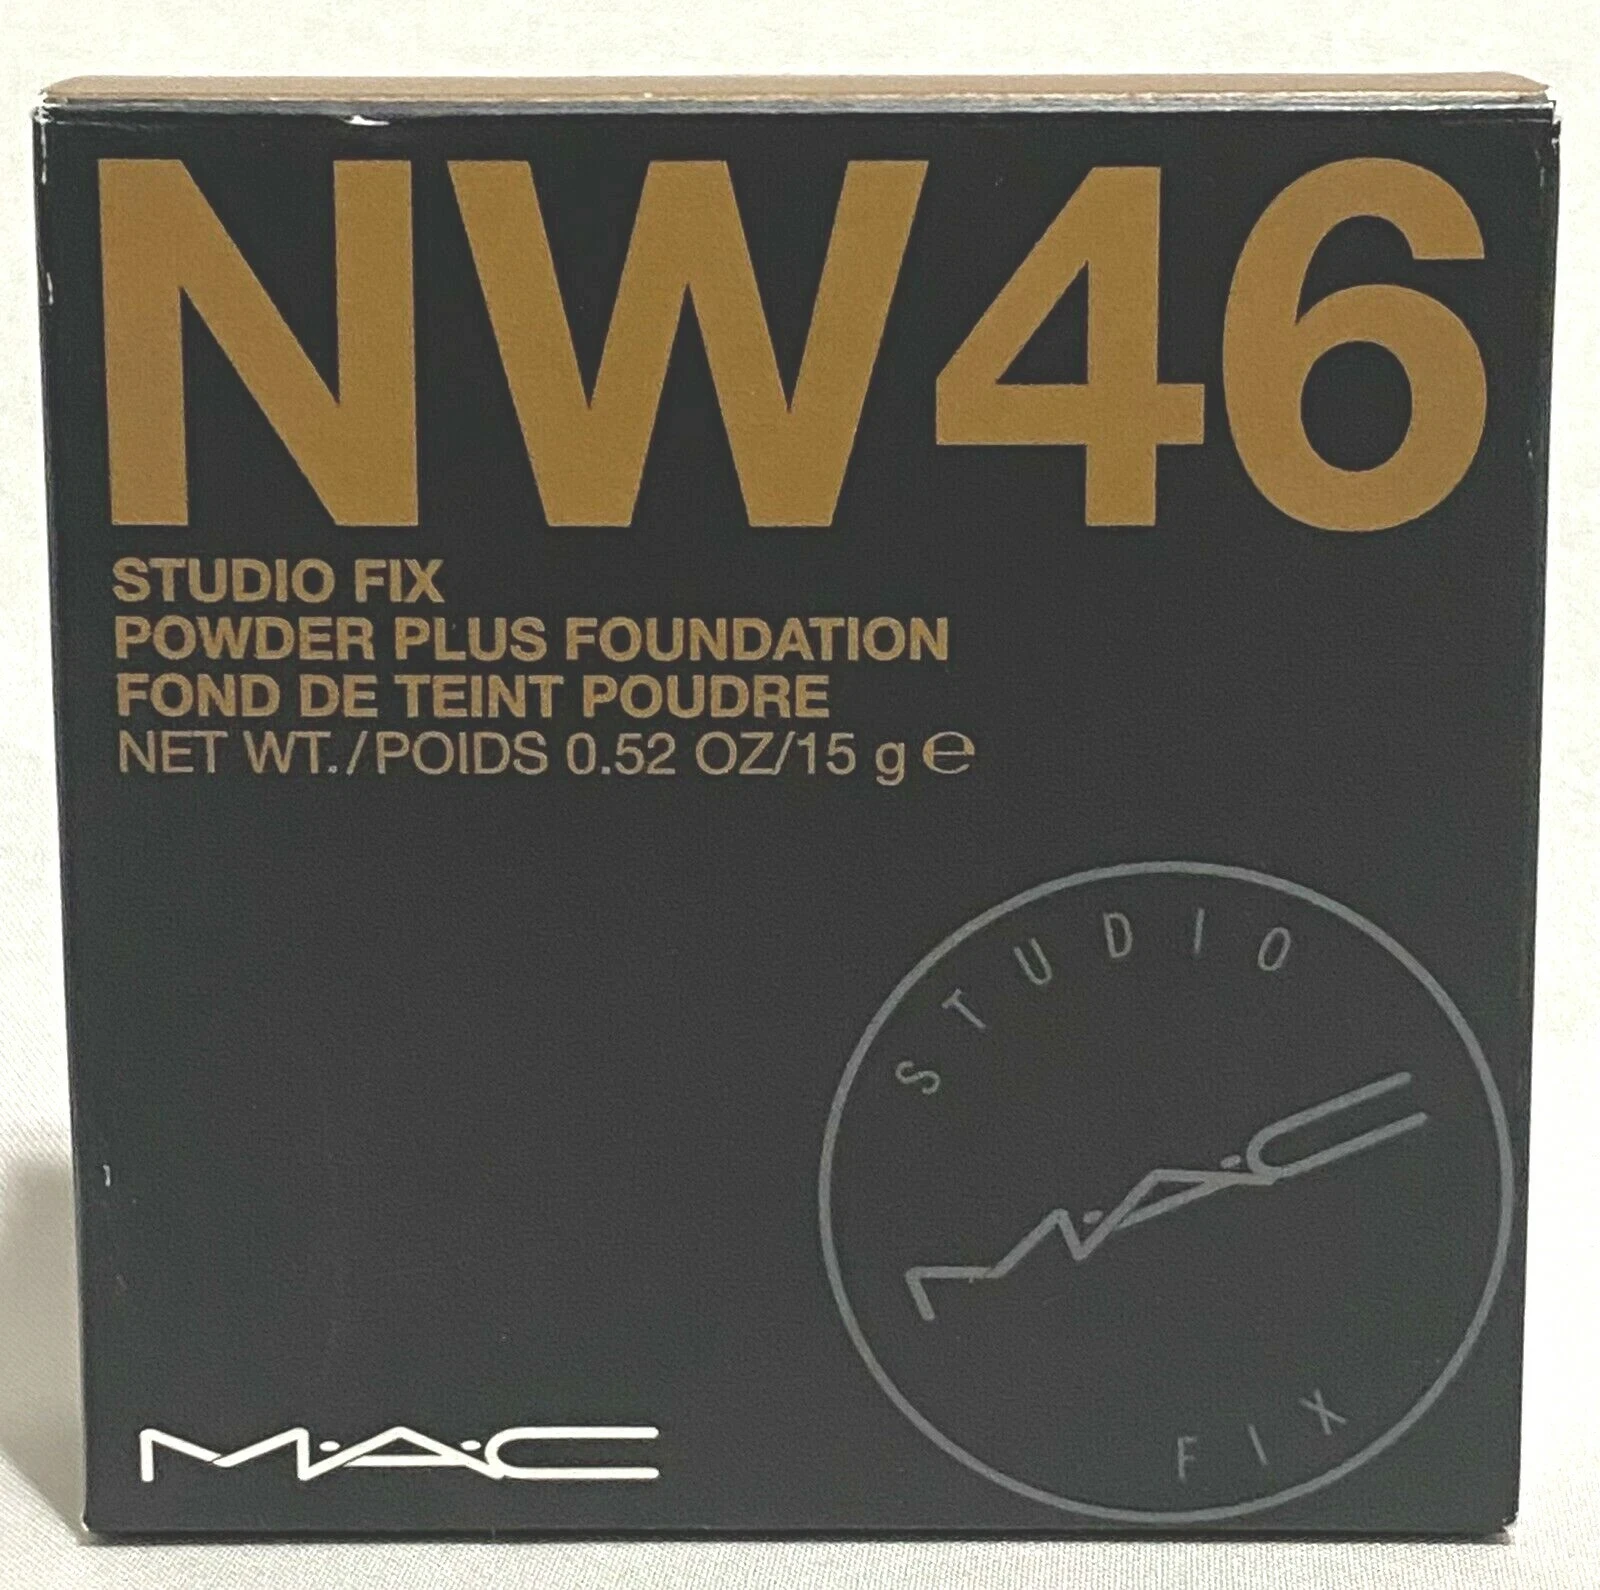 NW46
STUDIO FIX
POWDER PLUS FOUNDATION
FOND DE TEINT POUDRE
NET WT./POIDS 0.52 OZ/15 g ℮
STUDIO
M·A·C
FIX
M·A·C